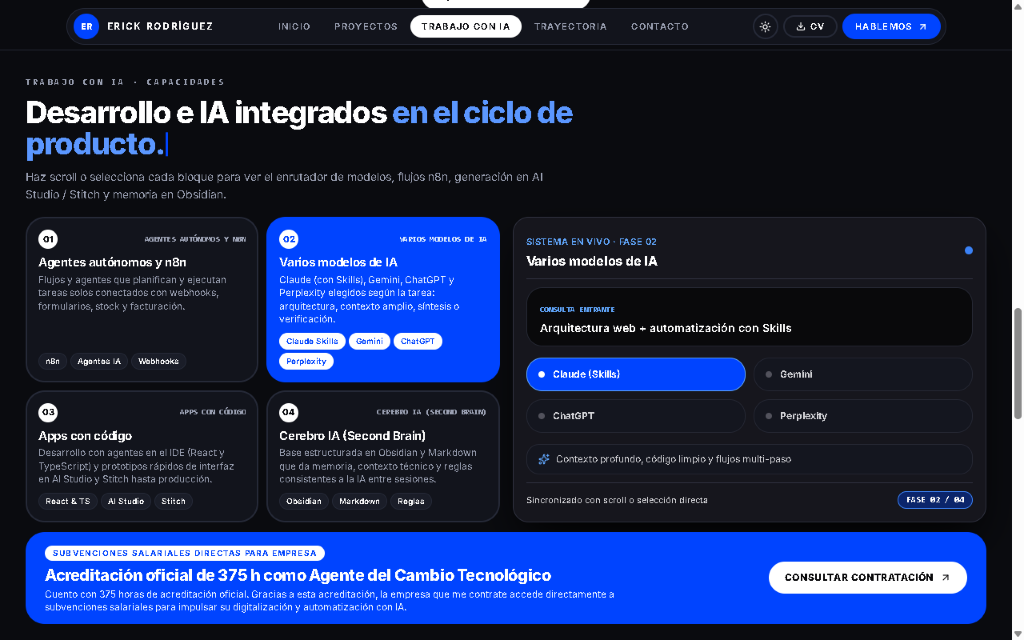 ER
ERICK RODRÍGUEZ
INICIO
PROYECTOS
TRABAJO CON IA
TRAYECTORIA
CONTACTO
CV
HABLEMOS
TRABAJO CON IA · CAPACIDADES
Desarrollo e IA integrados en el ciclo de
producto.
Haz scroll o selecciona cada bloque para ver el enrutador de modelos, flujos n8n, generación en AI
Studio / Stitch y memoria en Obsidian.
01
AGENTES AUTÓNOMOS Y N8N
Agentes autónomos y n8n
Flujos y agentes que planifican y ejecutan
tareas solos conectados con webhooks,
formularios, stock y facturación.
n8n
Agentes IA
Webhooks
02
VARIOS MODELOS DE IA
Varios modelos de IA
Claude (con Skills), Gemini, ChatGPT y
Perplexity elegidos según la tarea:
arquitectura, contexto amplio, síntesis o
verificación.
Claude Skills
Gemini
ChatGPT
Perplexity
03
APPS CON CÓDIGO
Apps con código
Desarrollo con agentes en el IDE (React y
TypeScript) y prototipos rápidos de interfaz
en AI Studio y Stitch hasta producción.
React & TS
AI Studio
Stitch
04
CEREBRO IA (SECOND BRAIN)
Cerebro IA (Second Brain)
Base estructurada en Obsidian y Markdown
que da memoria, contexto técnico y reglas
consistentes a la IA entre sesiones.
Obsidian
Markdown
Reglas
SISTEMA EN VIVO · FASE 02
Varios modelos de IA
CONSULTA ENTRANTE
Arquitectura web + automatización con Skills
Claude (Skills)
Gemini
ChatGPT
Perplexity
Contexto profundo, código limpio y flujos multi-paso
Sincronizado con scroll o selección directa
FASE 02 / 04
SUBVENCIONES SALARIALES DIRECTAS PARA EMPRESA
Acreditación oficial de 375 h como Agente del Cambio Tecnológico
Cuento con 375 horas de acreditación oficial. Gracias a esta acreditación, la empresa que me contrate accede directamente a
subvenciones salariales para impulsar su digitalización y automatización con IA.
CONSULTAR CONTRATACIÓN